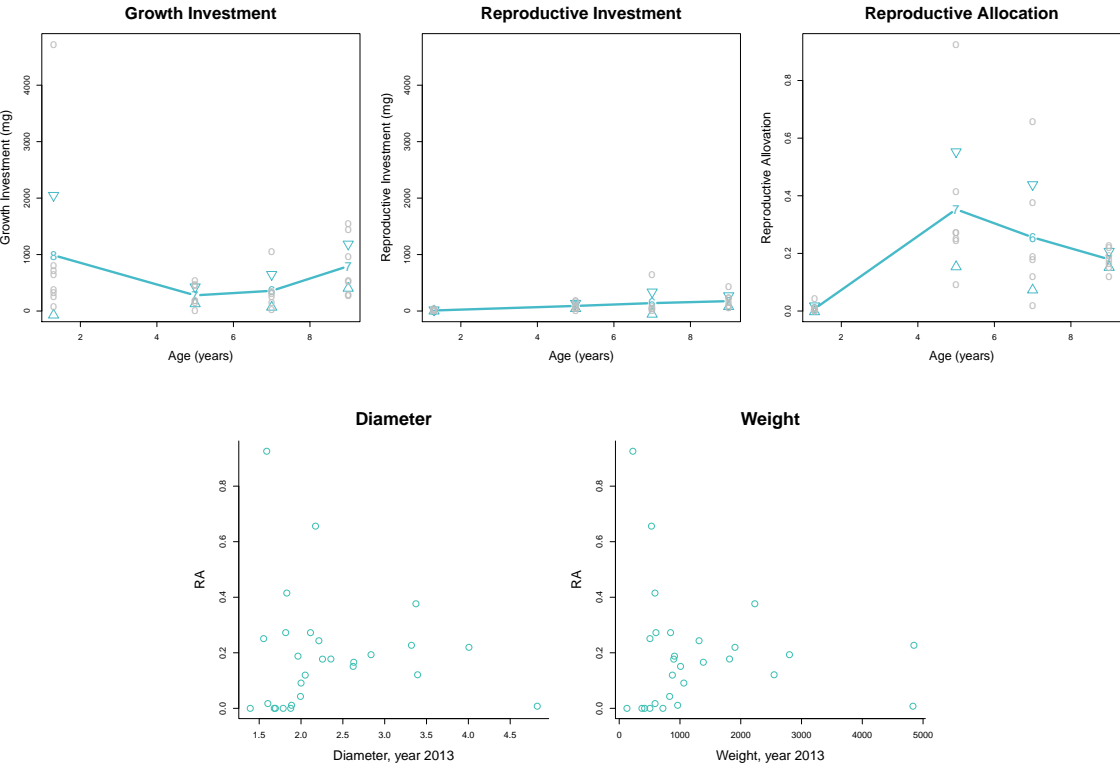 Growth Investment
Reproductive Investment
Reproductive Allocation
Growth Investment (mg)
0 1000 2000 3000 4000
8 7 6 7
2 4 6 8
Age (years)
Reproductive Investment (mg)
0 1000 2000 3000 4000
2 4 6 8
Age (years)
Reproductive Allovation
0.0 0.2 0.4 0.6 0.8
7 6
2 4 6 8
Age (years)
Diameter
Weight
RA
0.0 0.2 0.4 0.6 0.8
1.5 2.0 2.5 3.0 3.5 4.0 4.5
Diameter, year 2013
RA
0.0 0.2 0.4 0.6 0.8
0 1000 2000 3000 4000 5000
Weight, year 2013